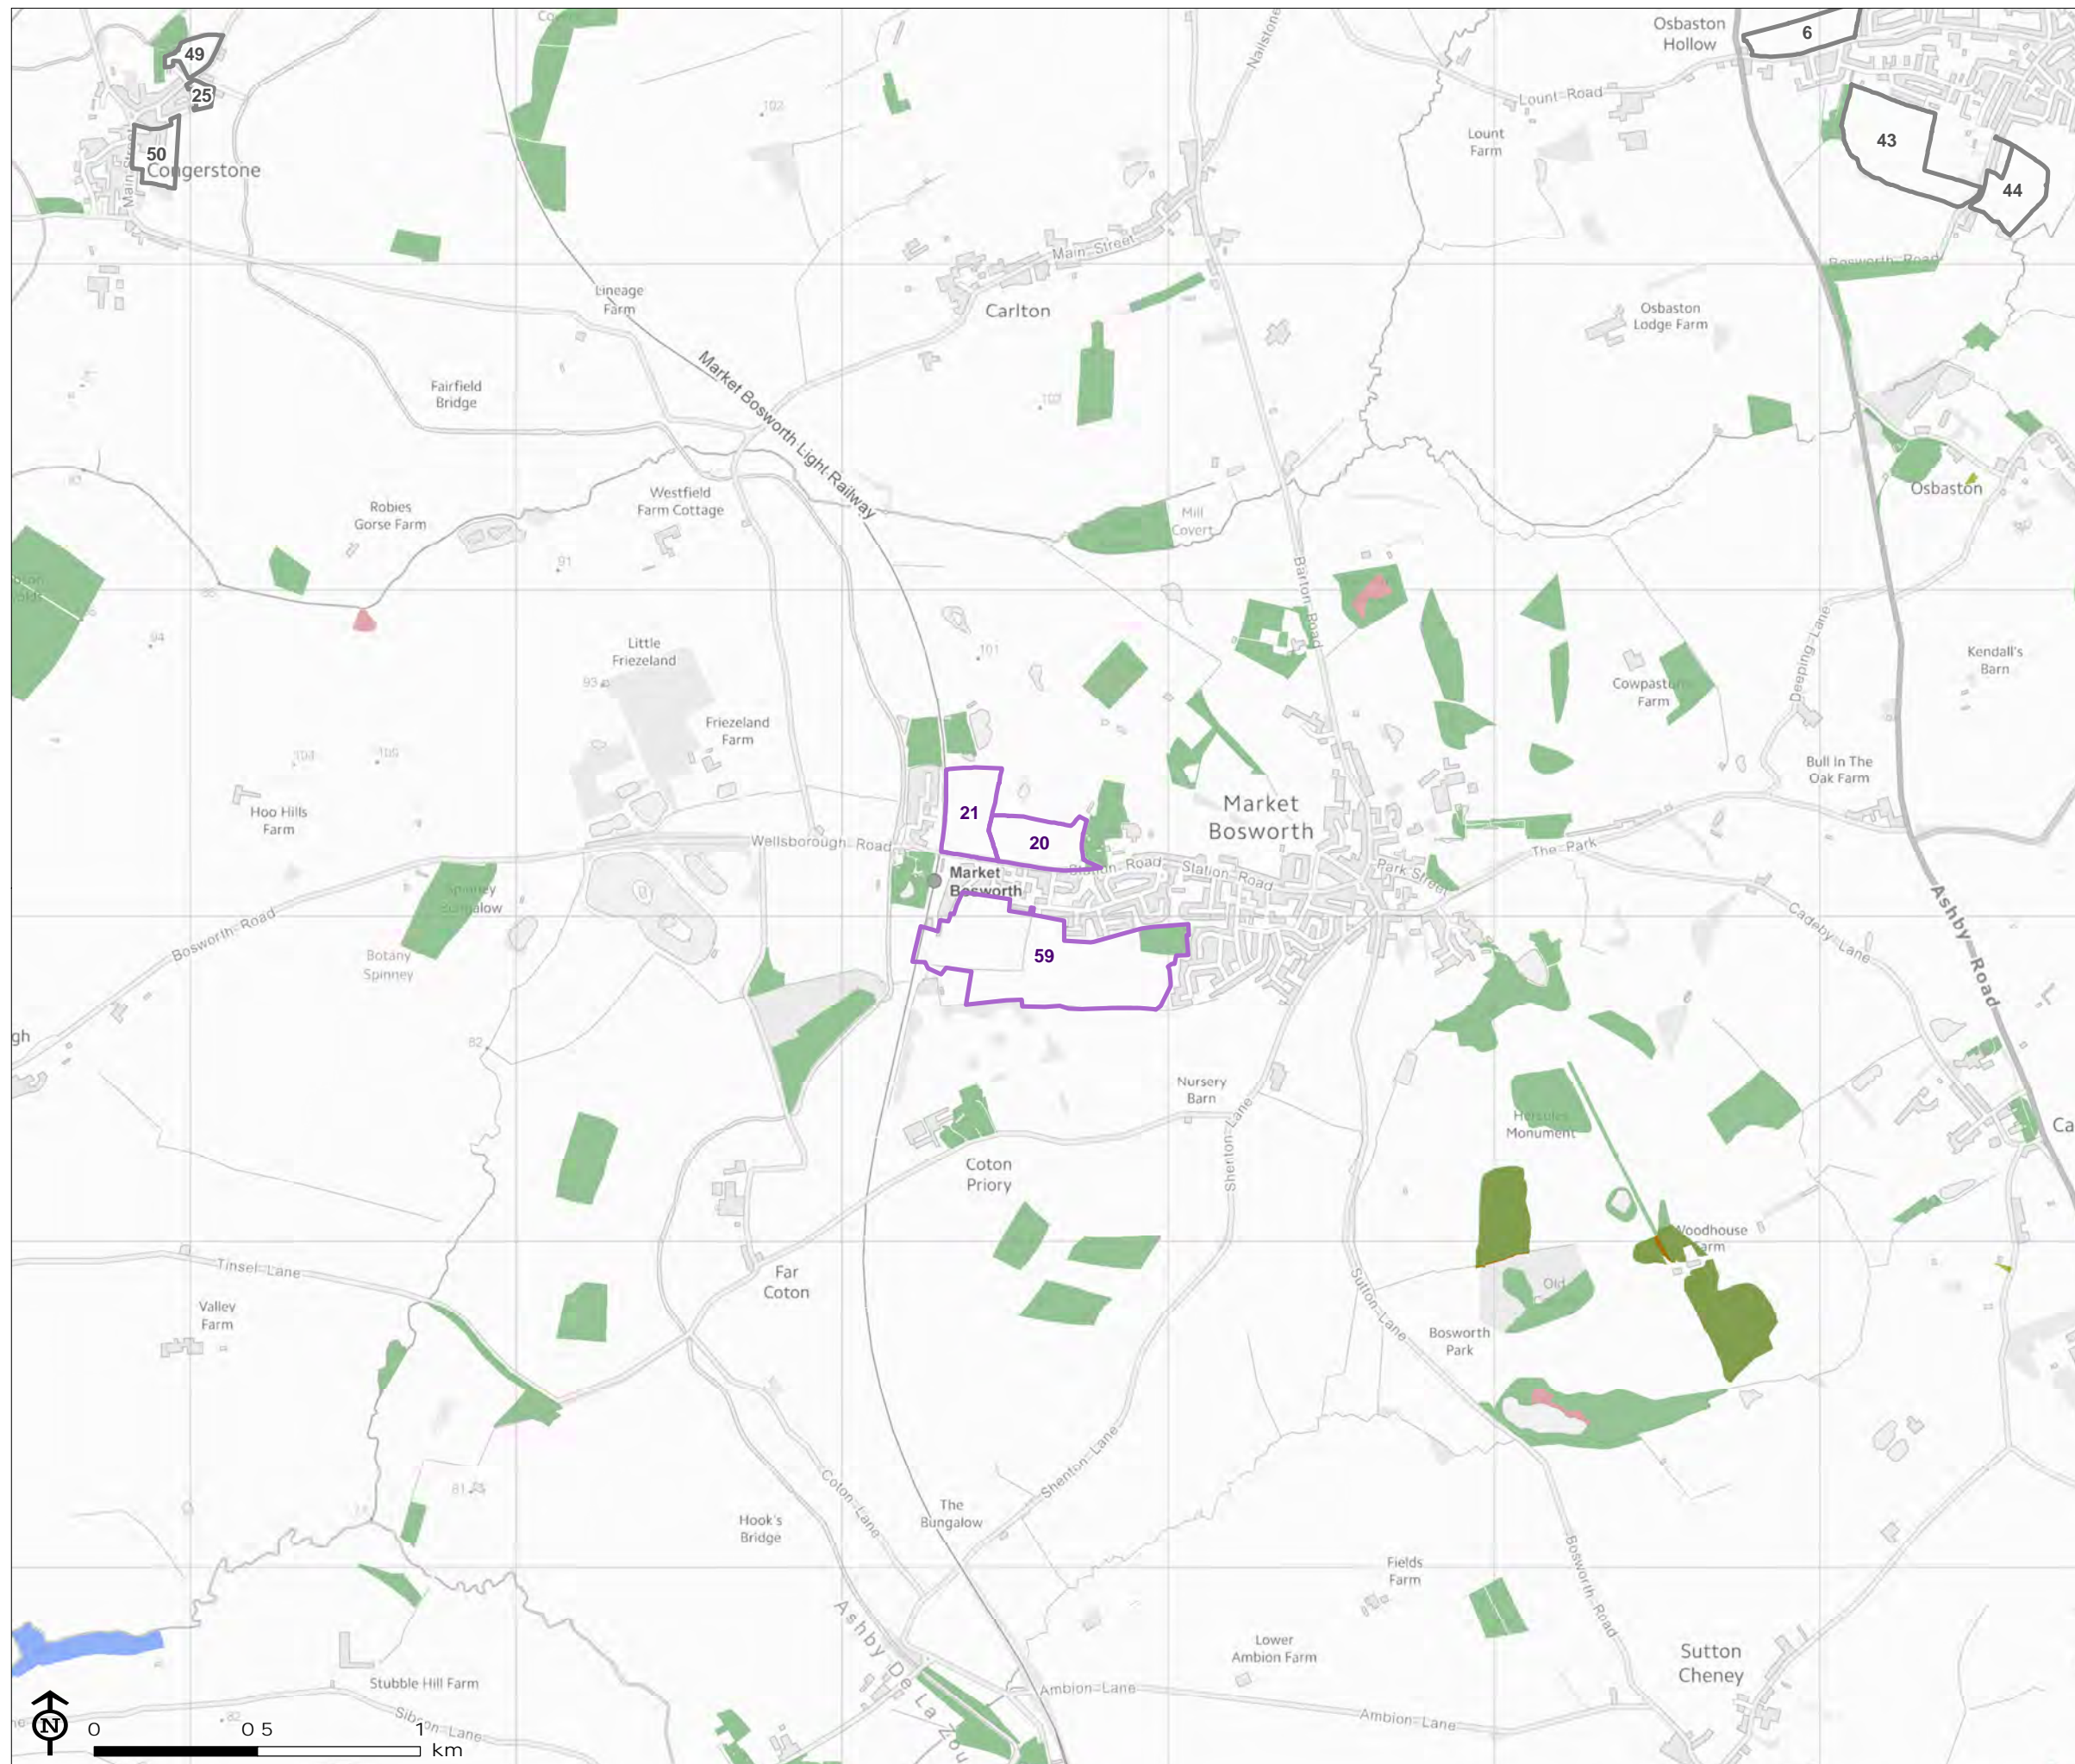 Osbaston
Hollow
6
49
25
50
Congerstone
Main Street
102
Nailstone
Lount Road
Lount
Farm
43
44
Bosworth Road
Main Street
Carlton
Lineage
Farm
Osbaston
Lodge Farm
Market Bosworth Light Railway
Fairfield
Bridge
Osbaston
Robies
Gorse Farm
Westfield
Farm Cottage
Mill
Covert
91
Barton Road
94
Little
Friezeland
93
101
Cowpasture
Farm
Deeping Lane
Kendall's
Barn
Friezeland
Farm
Hoo Hills
Farm
Bull In The
Oak Farm
21
20
Market
Bosworth
Wellsborough Road
Station Road
Station Road
The Park
Park Street
Market
Bosworth
Spinney
Bungalow
Bosworth Road
Botany
Spinney
59
Cadeby Lane
Ashby Road
gh
82
Nursery
Barn
Shenton Lane
Hercules
Monument
Ca
Coton
Priory
Woodhouse
Farm
Tinsel Lane
Far
Coton
Valley
Farm
Old
Sutton Lane
Bosworth
Park
81
Hook's
Bridge
Coton Lane
The
Bungalow
Shenton Lane
Fields
Farm
Bosworth Road
Ashby De La Zou
Lower
Ambion Farm
Sutton
Cheney
Stubble Hill Farm
Ambion Lane
Ambion Lane
82
Sibson Lane
N
0 0 5 1
km